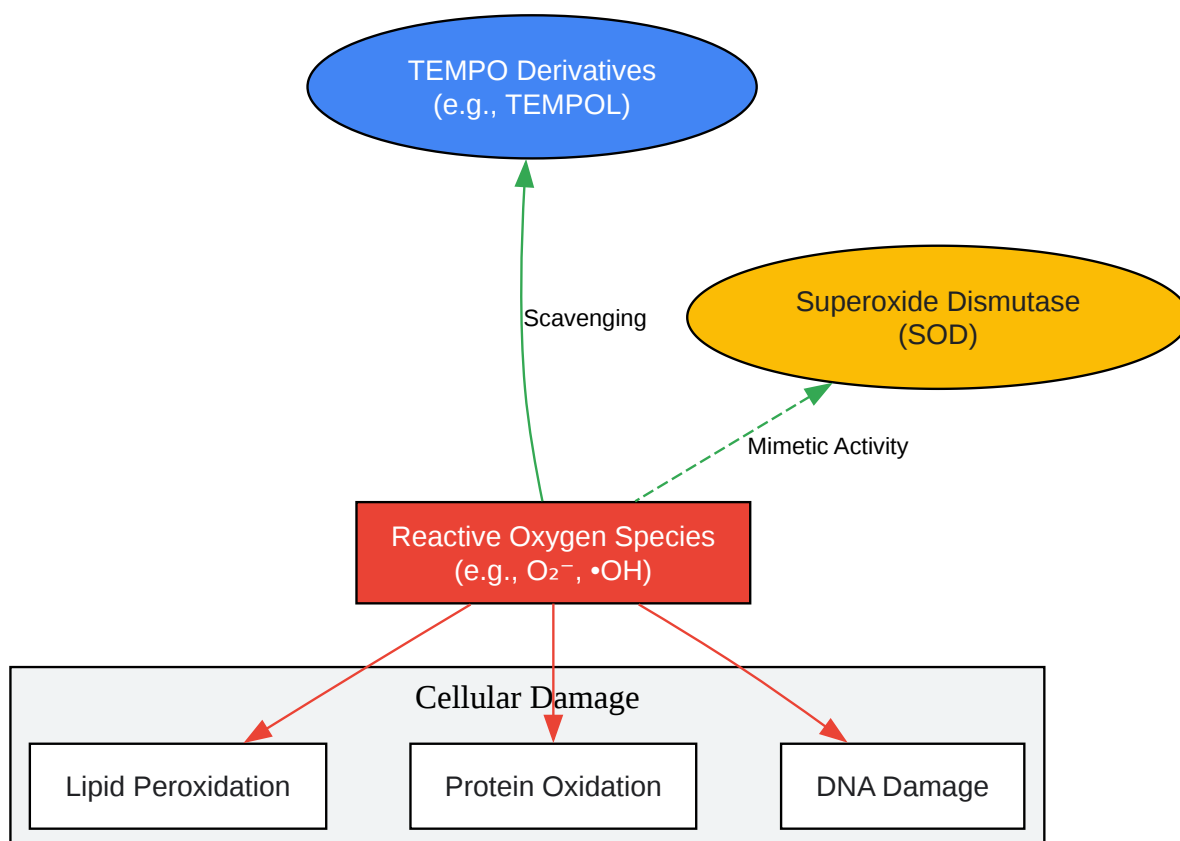 TEMPO Derivatives
(e.g., TEMPOL)
Superoxide Dismutase
(SOD)
Scavenging
Mimetic Activity
Reactive Oxygen Species
(e.g., O₂⁻, •OH)
Cellular Damage
Lipid Peroxidation
Protein Oxidation
DNA Damage